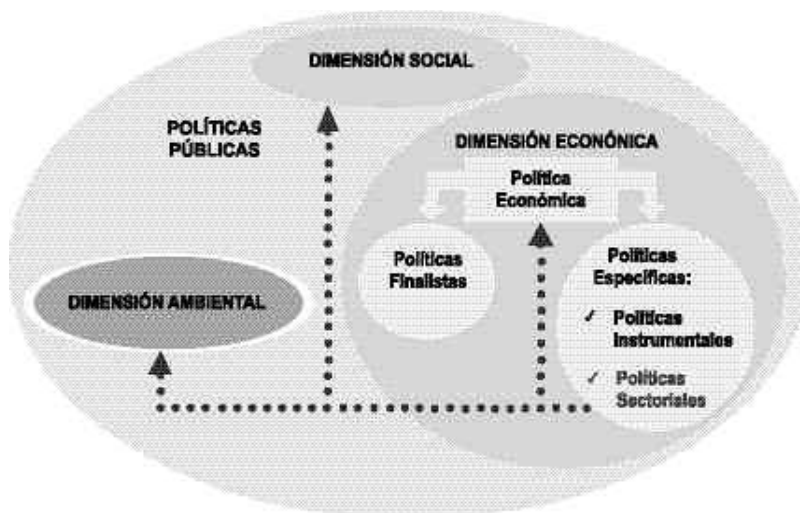 DIMENSIÓN SOCIAL
POLÍTICAS
PÚBLICAS
DIMENSIÓN ECONÓNICA
Política
Económica
Políticas
Finalistas
Políticas
Específicas:
✓ Políticas
Instrumentales
✓ Políticas
Sectoriales
DIMENSIÓN AMBIENTAL